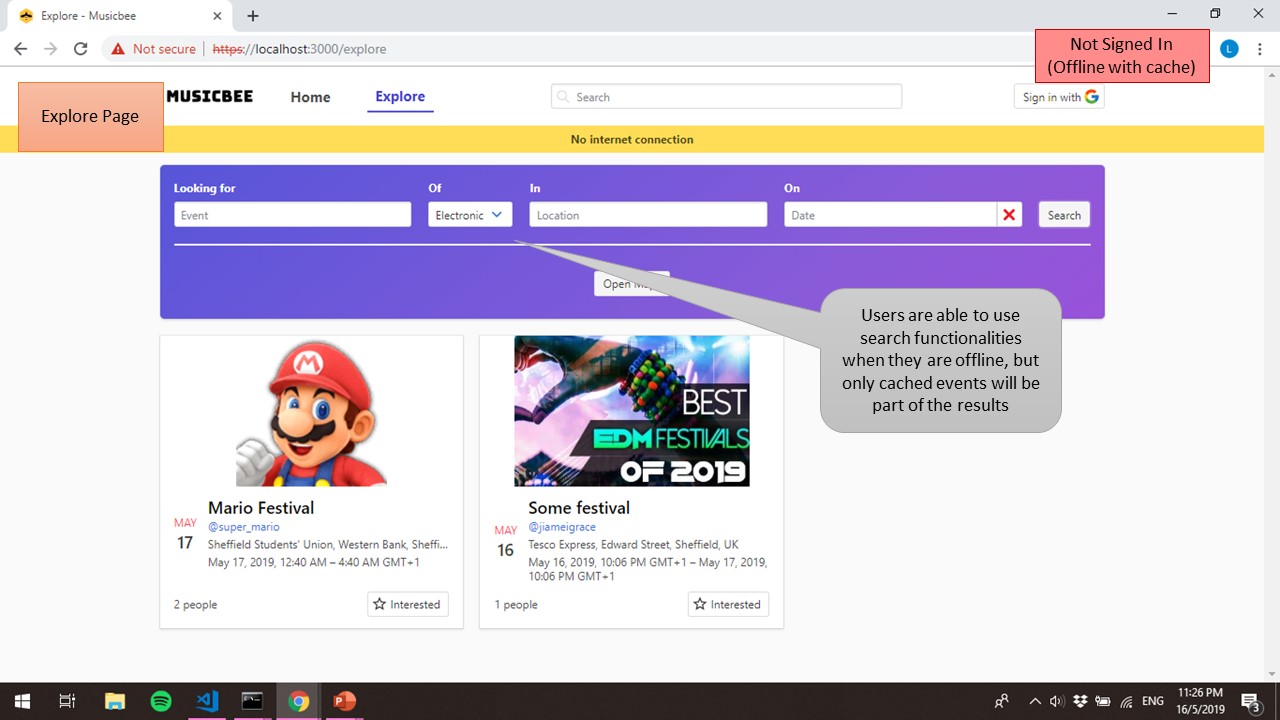 Explore - Musicbee
Not secure
https://localhost:3000/explore
L
Not Signed In
(Offline with cache)
Explore Page
MUSICBEE
Home
Explore
Search
Sign in with
No internet connection
Looking for
Of
In
On
Event
Electronic
Location
Date
Search
Open
Users are able to use
search functionalities
when they are offline, but
only cached events will be
part of the results
M
BEST
EDM FESTIVALS
OF 2019
MAY
17
Mario Festival
@super_mario
Sheffield Students' Union, Western Bank, Sheffi...
May 17, 2019, 12:40 AM – 4:40 AM GMT+1
2 people
Interested
MAY
16
Some festival
@jiameigrace
Tesco Express, Edward Street, Sheffield, UK
May 16, 2019, 10:06 PM GMT+1 – May 17, 2019,
10:06 PM GMT+1
1 people
Interested
ENG
11:26 PM
16/5/2019
3